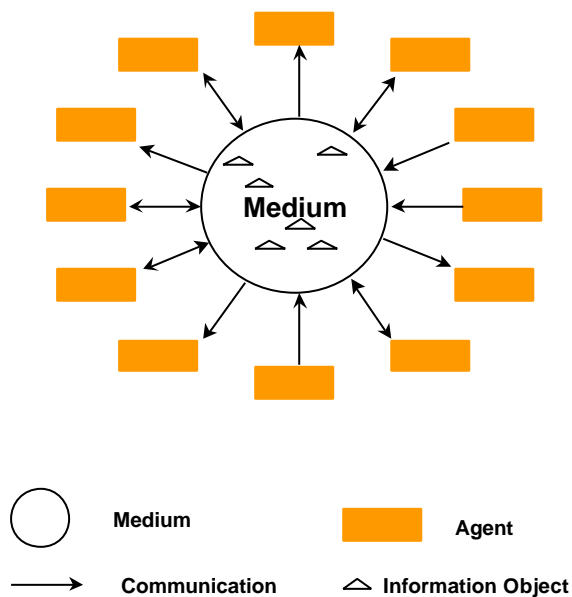 Medium
Medium
Agent
Communication
Information Object